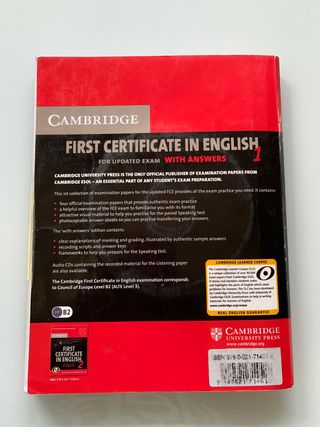 CAMBRIDGE
FIRST CERTIFICATE IN ENGLISH 1
FOR UPDATED EXAM WITH ANSWERS
CAMBRIDGE UNIVERSITY PRESS IS THE ONLY OFFICIAL PUBLISHER OF EXAMINATION PAPERS FROM
CAMBRIDGE ESOL – AN ESSENTIAL PART OF ANY STUDENT'S EXAM PREPARATION.
This collection of examination papers for the updated FCE provides all the exam practice you need. It contains:
• four official examination papers that provide authentic exam practice
• a helpful overview of the FCE exam to familiarise you with its format
• attractive visual material to help you practise for the paired Speaking test
• photocopiable answer sheets so you can practise transferring your answers.
The 'with answers' edition contains:
• clear explanations of marking and grading, illustrated by authentic sample answers
• recording scripts and answer keys
• frameworks to help you prepare for the Speaking test.
Audio CDs containing the recorded material for the Listening paper
are also available.
The Cambridge First Certificate in English examination corresponds
to Council of Europe Level B2 (ALTE Level 3).
B2
CAMBRIDGE LEARNER CORPUS
REAL ENGLISH GUARANTEE
FIRST CERTIFICATE
IN ENGLISH
2
CAMBRIDGE
UNIVERSITY PRESS
www.cambridge.org